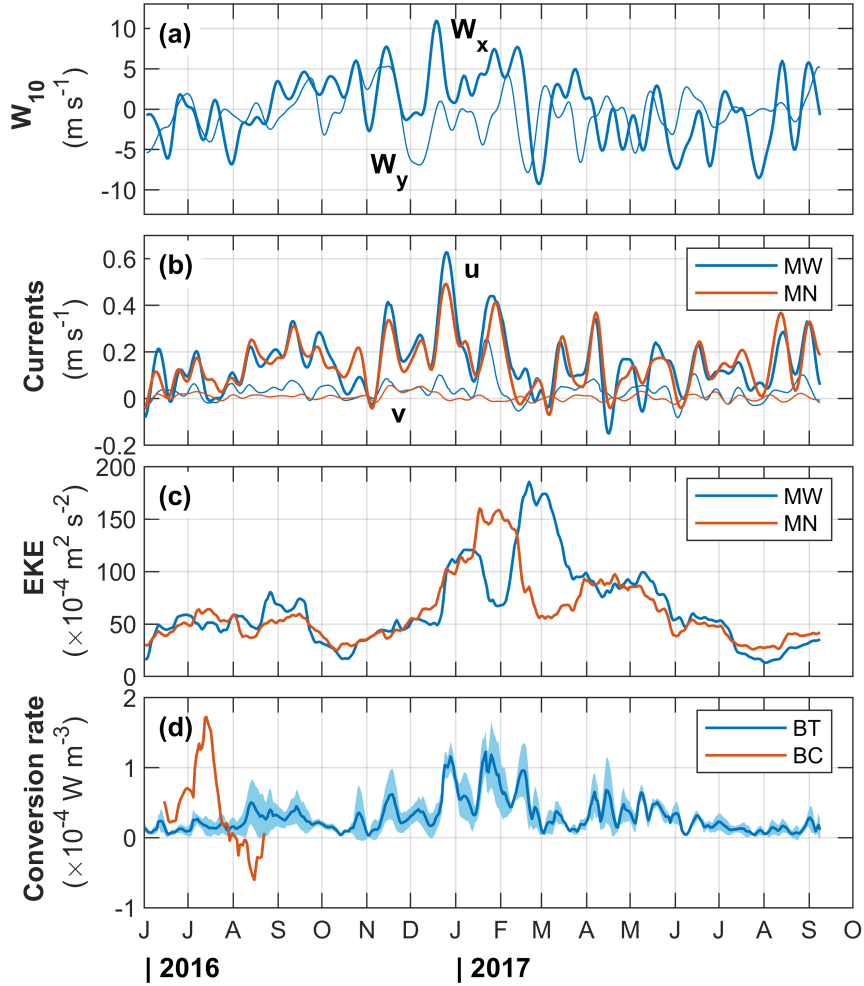 (a)
W₁₀
(m s⁻¹)
10
5
0
-5
-10
Wₓ
W_y
(b)
Currents
(m s⁻¹)
0.6
0.4
0.2
0
-0.2
u
v
MW
MN
(c)
EKE
(×10⁻⁴ m² s⁻²)
200
150
100
50
0
MW
MN
(d)
Conversion rate
(×10⁻⁴ W m⁻³)
2
1
0
-1
BT
BC
J J A S O N D J F M A M J J A S O
| 2016 | 2017